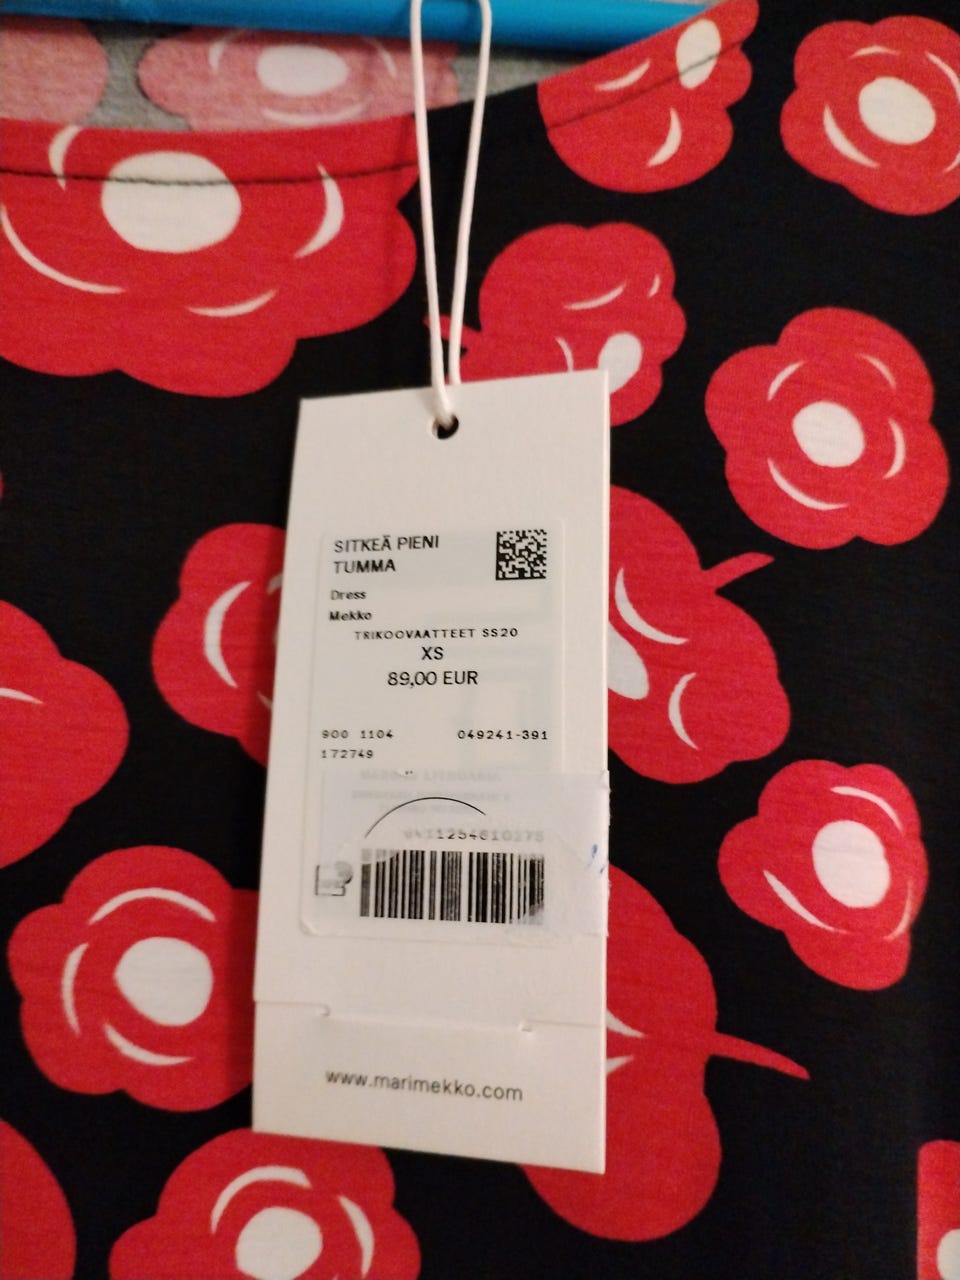 SITKEÄ PIENI
TUMMA
Dress
Mekko
TRIKOOVAATTEET SS20
XS
89,00 EUR
900 1104 049241-391
172749
www.marimekko.com